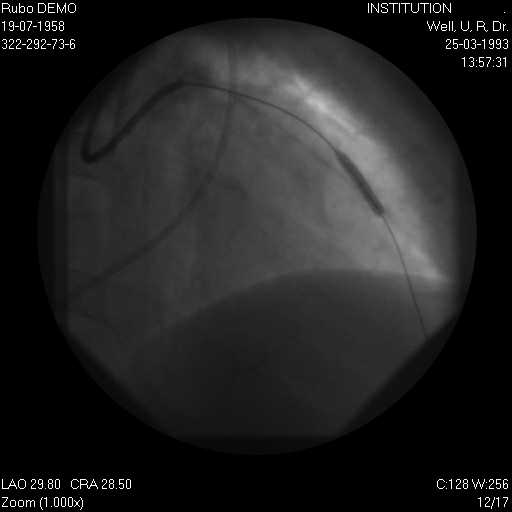 Rubo DEMO
19-07-1958
322-292-73-6
INSTITUTION .
Well, U, R, Dr.
25-03-1993
13:57:31
LAO 29.80 CRA 28.50
Zoom (1.000x)
C:128 W:256
12/17